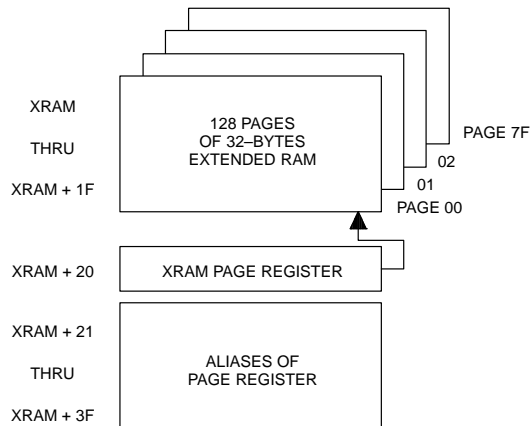 XRAM
THRU
XRAM + 1F
128 PAGES
OF 32–BYTES
EXTENDED RAM
PAGE 7F
02
01
PAGE 00
XRAM + 20
XRAM PAGE REGISTER
XRAM + 21
THRU
XRAM + 3F
ALIASES OF
PAGE REGISTER